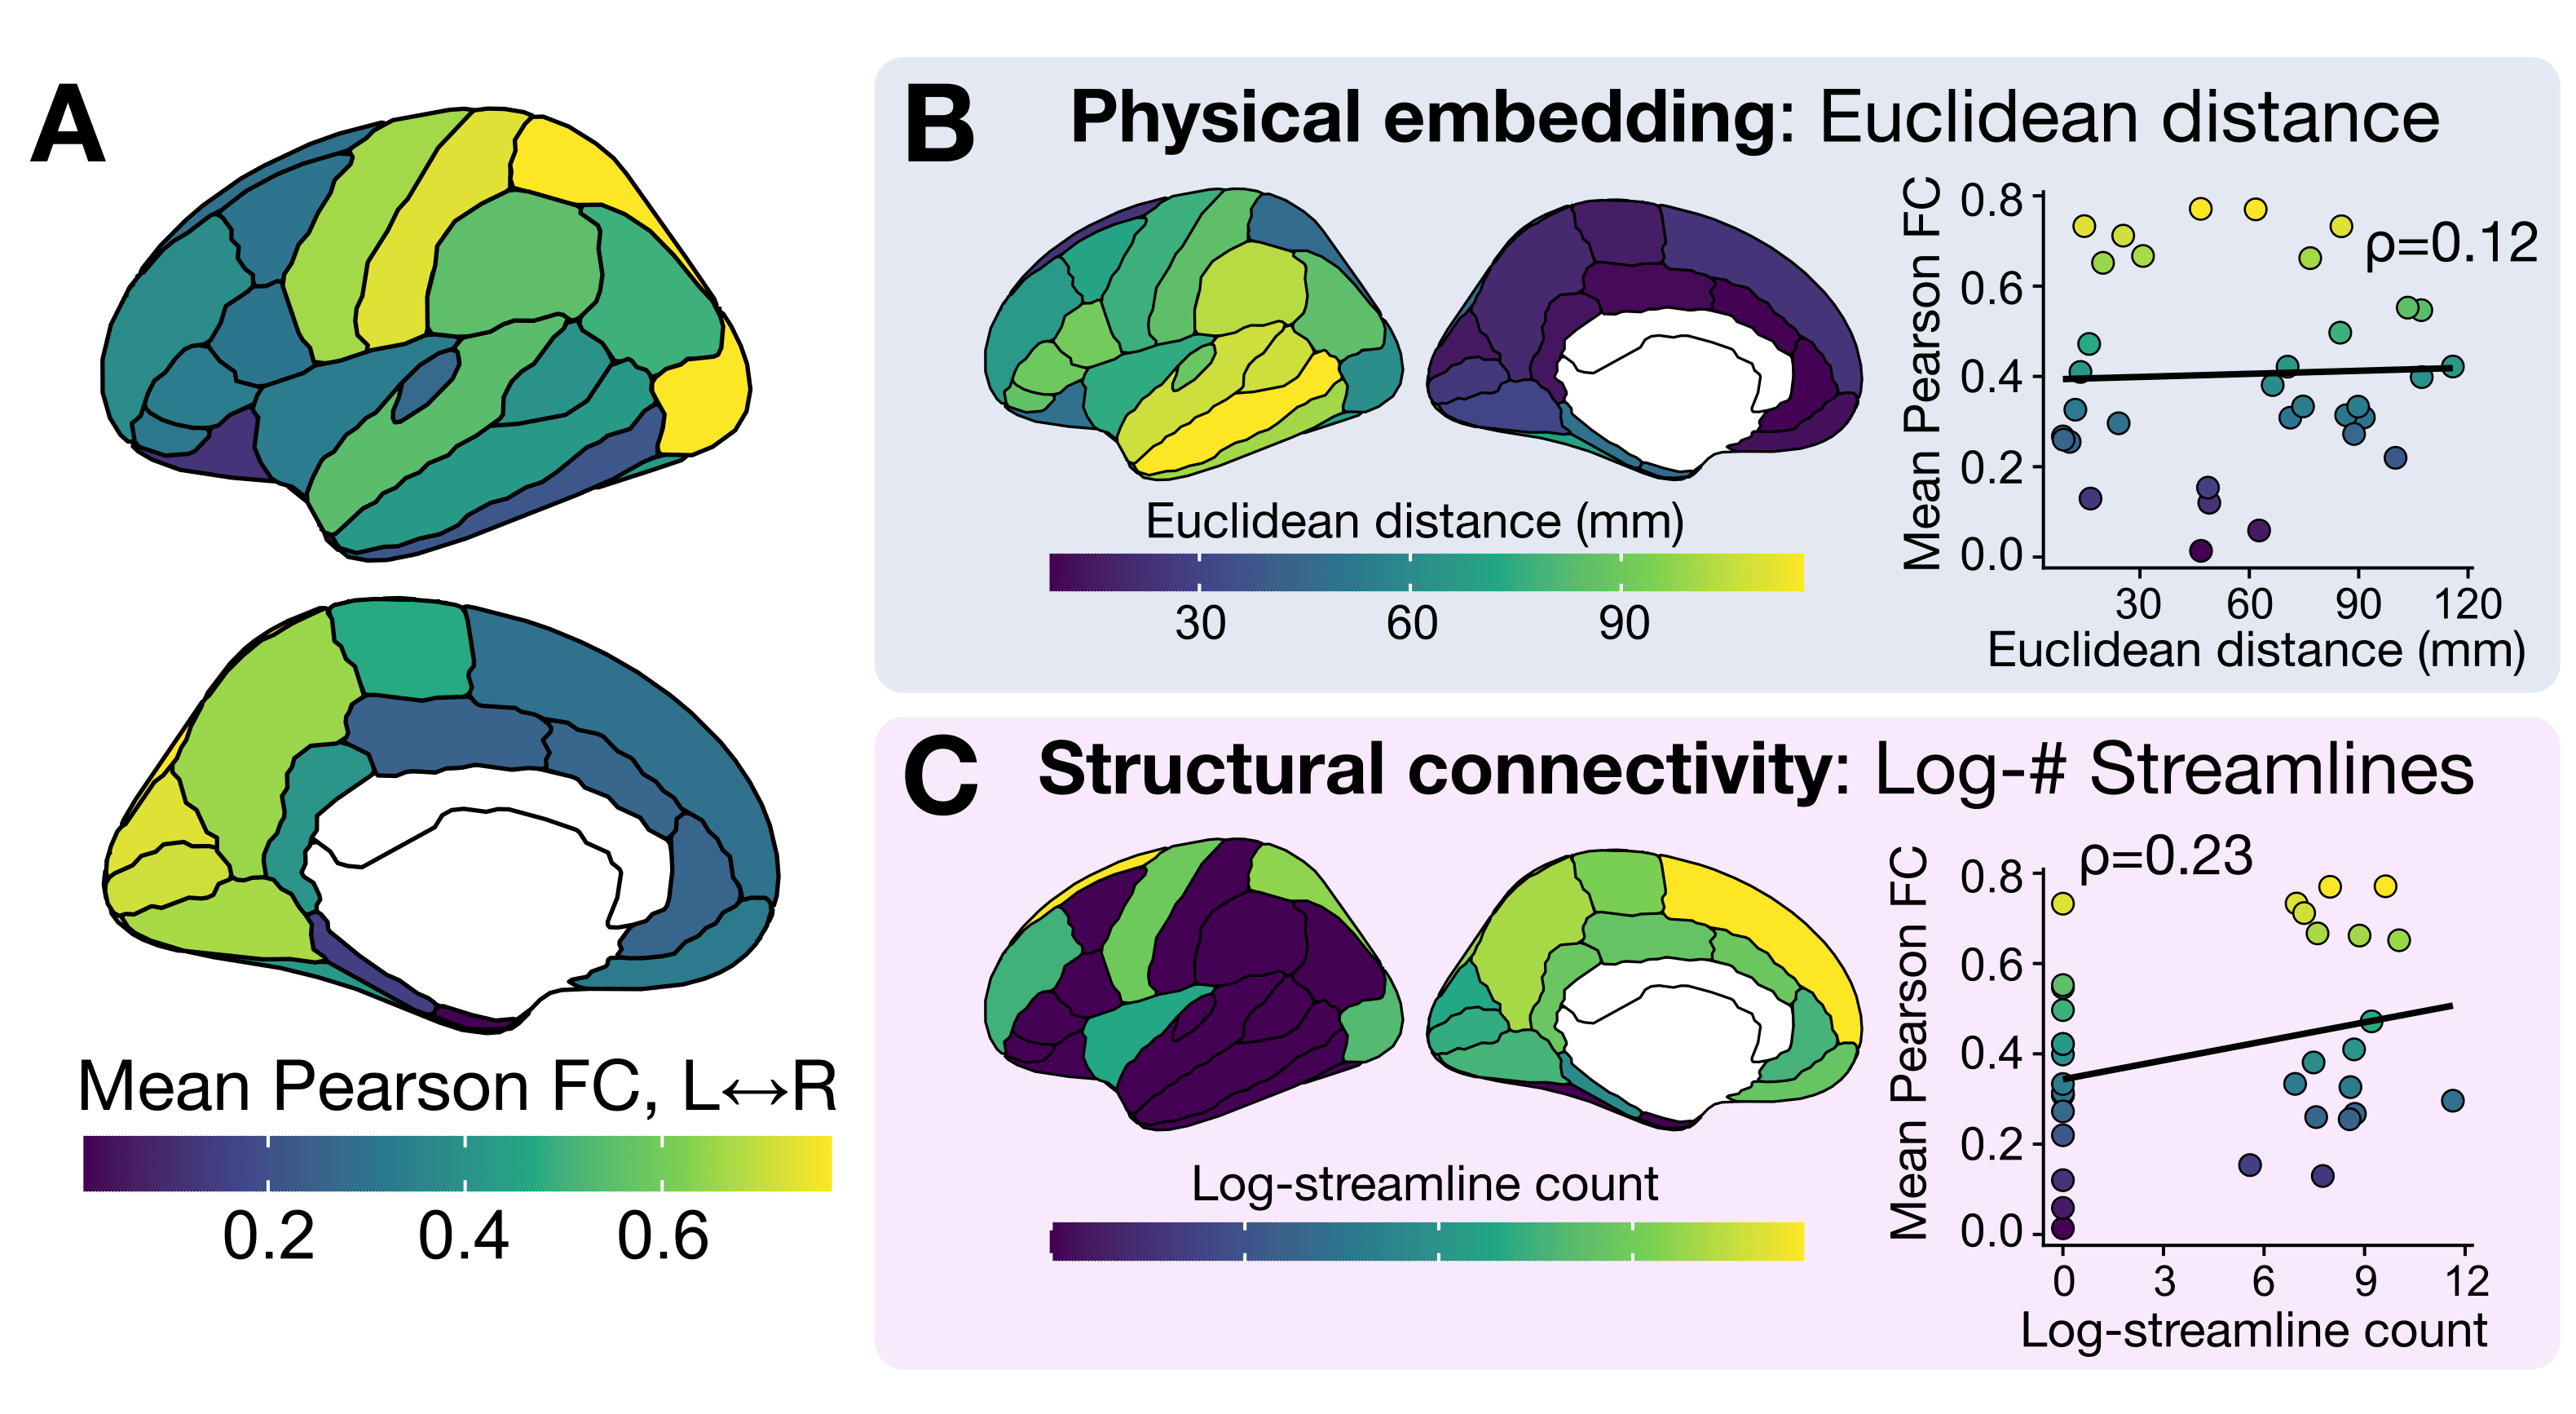 A
Mean Pearson FC, L↔R
0.2 0.4 0.6
B Physical embedding: Euclidean distance
Euclidean distance (mm)
30 60 90
Mean Pearson FC
0.8
0.6
0.4
0.2
0.0
ρ=0.12
30 60 90 120
Euclidean distance (mm)
C Structural connectivity: Log-# Streamlines
Log-streamline count
Mean Pearson FC
0.8
0.6
0.4
0.2
0.0
ρ=0.23
0 3 6 9 12
Log-streamline count